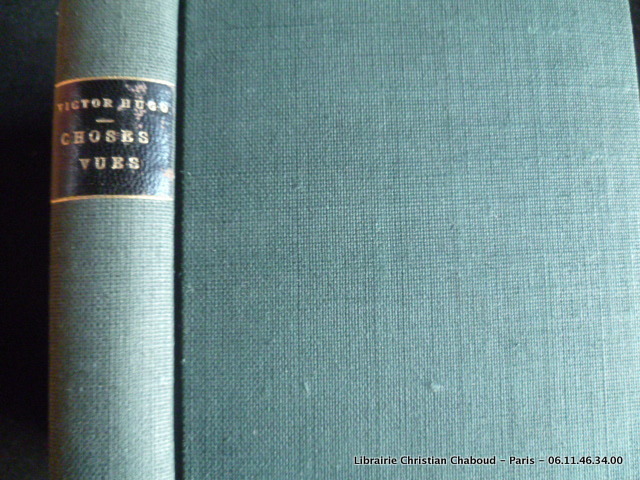 VICTOR HUGO
CHOSES
VUES
Librairie Christian Chaboud - Paris - 06.11.46.34.00